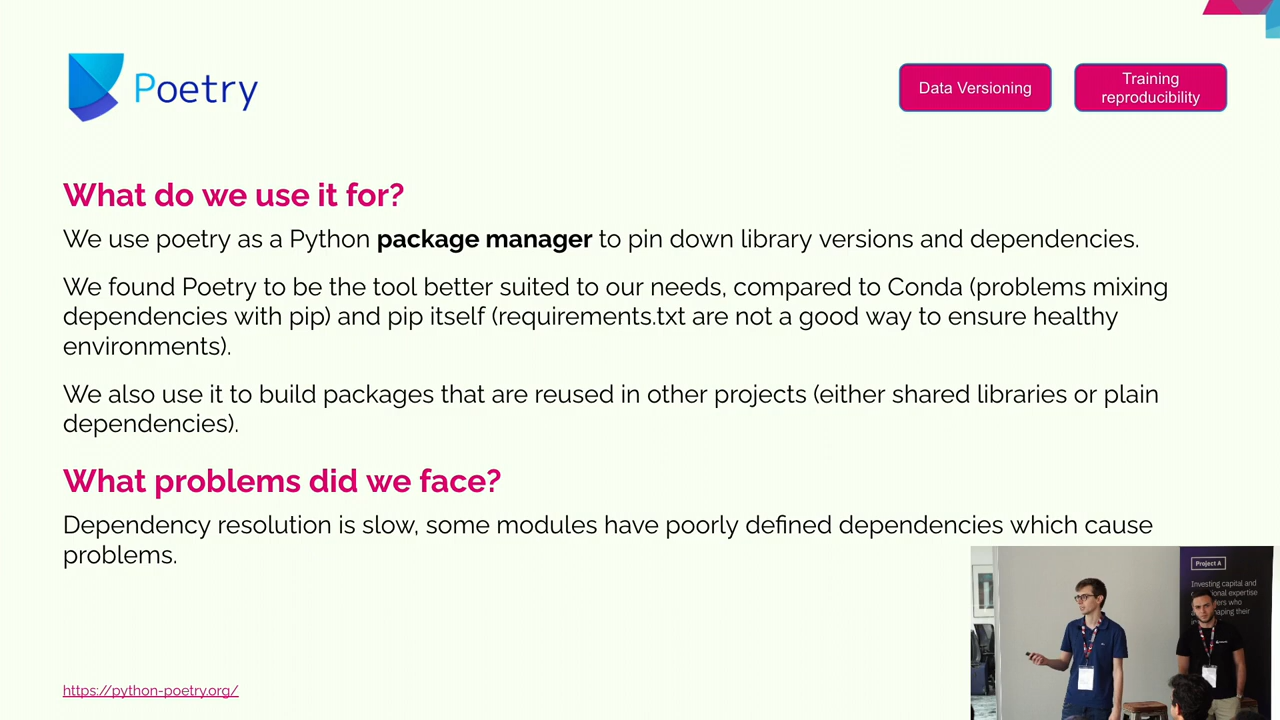 Poetry
Data Versioning
Training
reproducibility
What do we use it for?
We use poetry as a Python package manager to pin down library versions and dependencies.
We found Poetry to be the tool better suited to our needs, compared to Conda (problems mixing
dependencies with pip) and pip itself (requirements.txt are not a good way to ensure healthy
environments).
We also use it to build packages that are reused in other projects (either shared libraries or plain
dependencies).
What problems did we face?
Dependency resolution is slow, some modules have poorly defined dependencies which cause
problems.
https://python-poetry.org/
Project A
Investing capital and
expertise
who
their